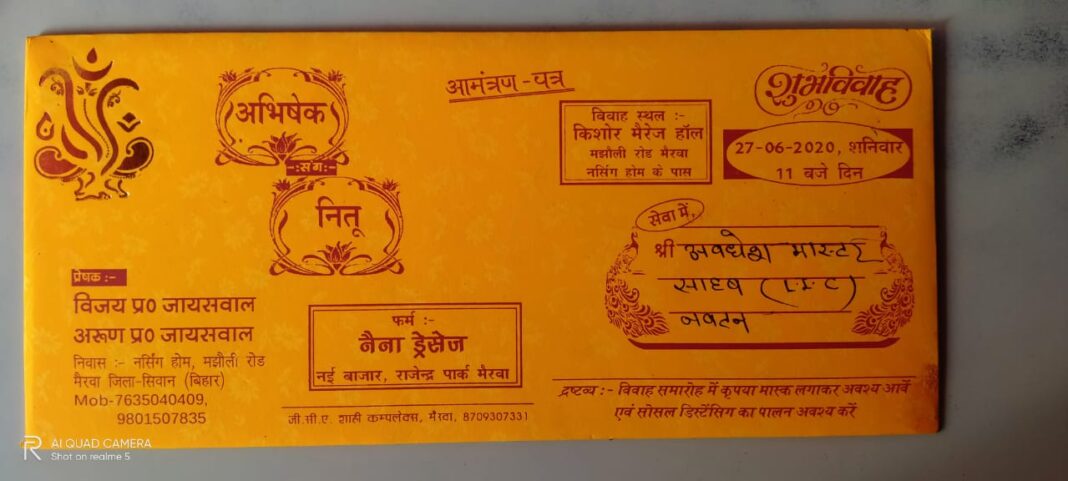 अभिषेक
-:संग:-
नितू
आमंत्रण-पत्र
विवाह स्थल :-
किशोर मैरेज हॉल
मझौली रोड मैरवा
नर्सिंग होम के पास
शुभविवाह
27-06-2020, शनिवार
11 बजे दिन
सेवा में,
श्री अवधेश मास्टर
साहब (L.I.C)
नवटन
प्रेषक :-
विजय प्र० जायसवाल
अरूण प्र० जायसवाल
निवास :- नर्सिंग होम, मझौली रोड
मैरवा जिला-सिवान (बिहार)
Mob-7635040409,
9801507835
फर्म :-
नैना ड्रेसेज
नई बाजार, राजेन्द्र पार्क मैरवा
जी.सी.ए. शाही कम्पलेक्स, मैरवा, 8709307331
द्रष्टव्य :- विवाह समारोह में कृपया मास्क लगाकर अवश्य आवें
एवं सोसल डिस्टेंसिंग का पालन अवश्य करें
AI QUAD CAMERA
Shot on realme 5